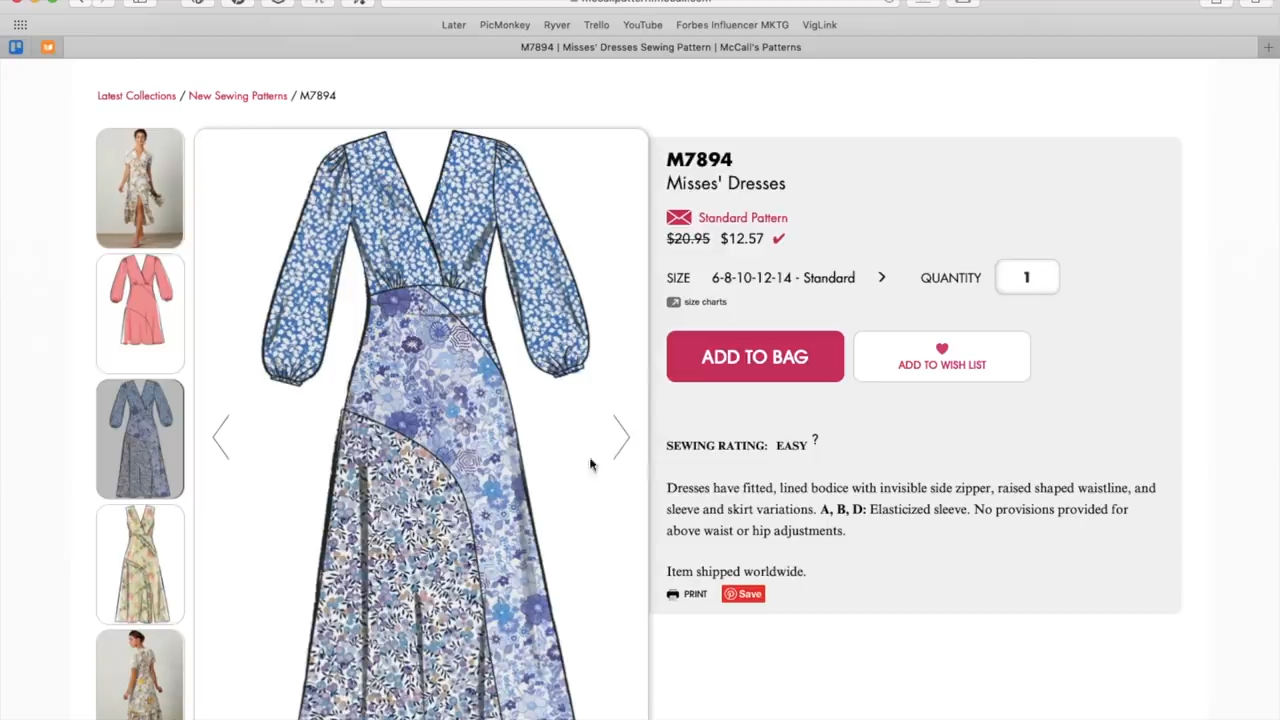 Later PicMonkey Ryver Trello YouTube Forbes Influencer MKTG VigLink
M7894 | Misses' Dresses Sewing Pattern | McCall's Patterns
Latest Collections / New Sewing Patterns / M7894
M7894
Misses' Dresses
Standard Pattern
$20.95 $12.57
SIZE 6-8-10-12-14 - Standard QUANTITY 1
size charts
ADD TO BAG
ADD TO WISH LIST
SEWING RATING: EASY ?
Dresses have fitted, lined bodice with invisible side zipper, raised shaped waistline, and
sleeve and skirt variations. A, B, D: Elasticized sleeve. No provisions provided for
above waist or hip adjustments.
Item shipped worldwide.
PRINT Save